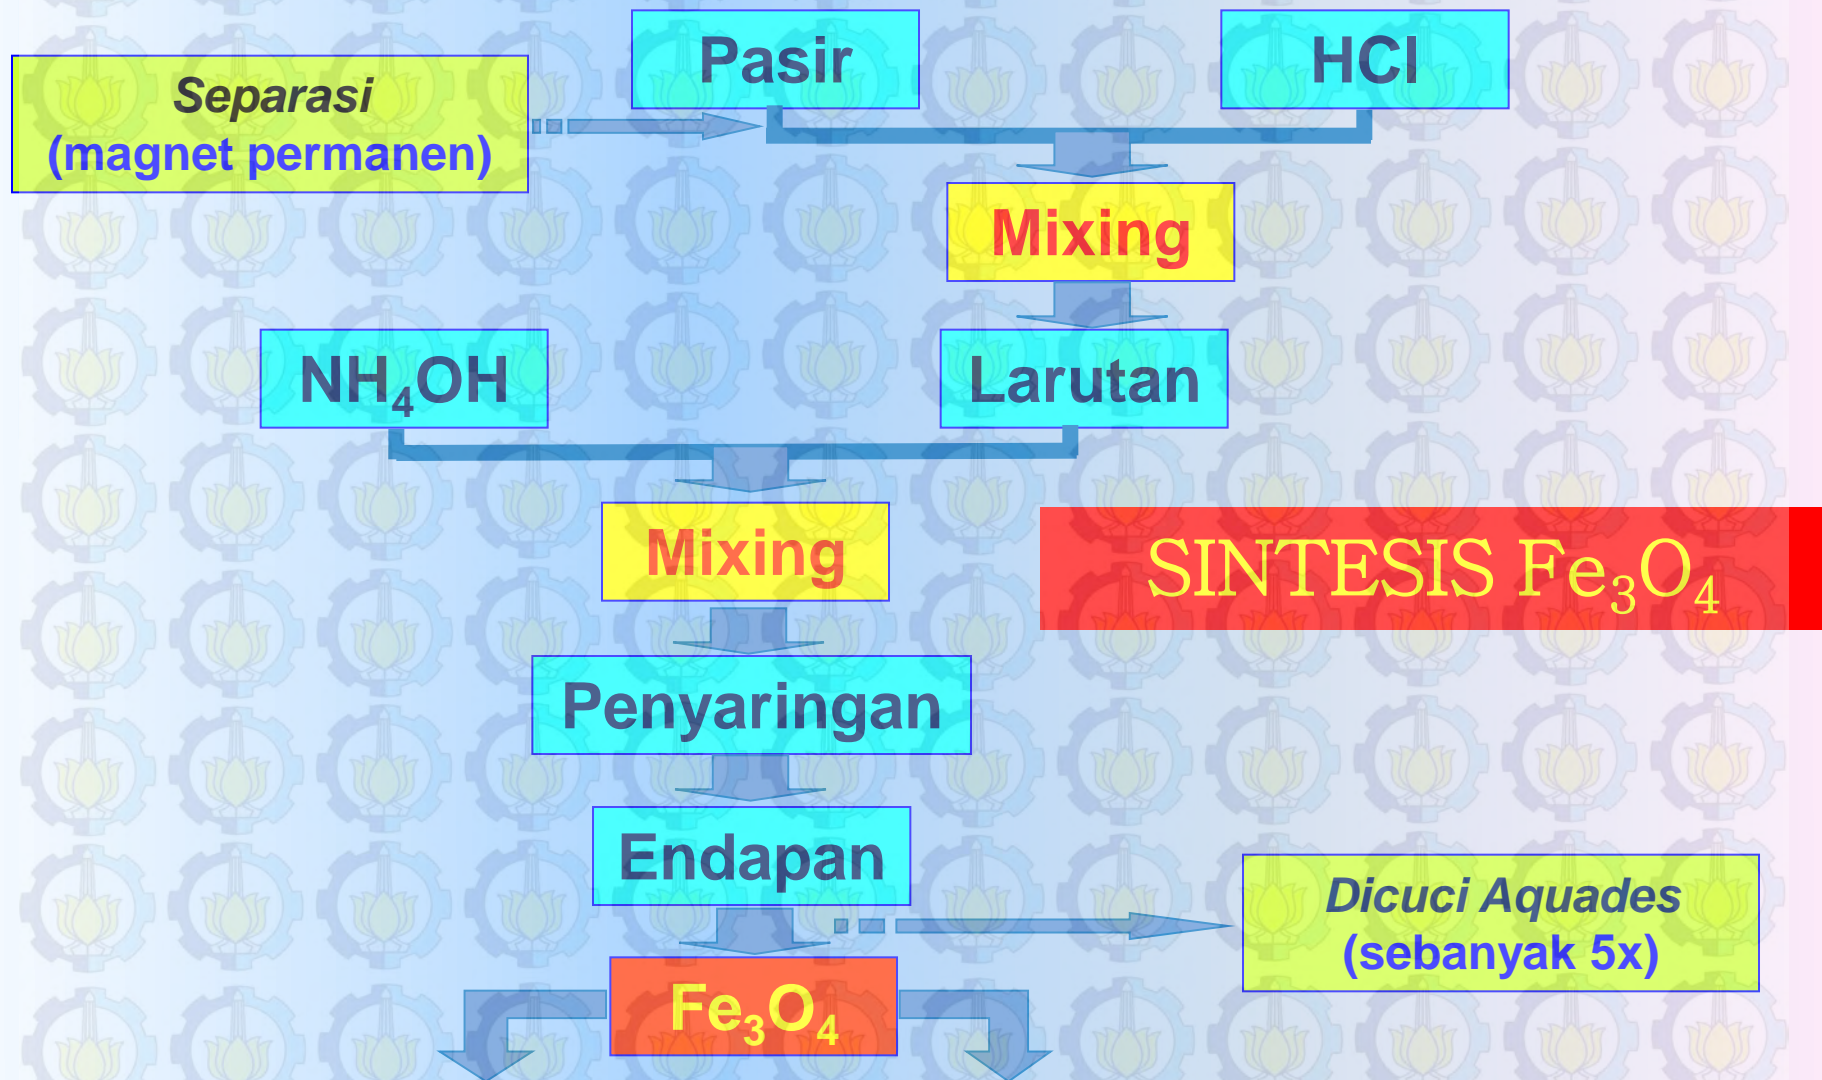 Pasir
HCl
Separasi
(magnet permanen)
Mixing
NH₄OH
Larutan
Mixing
SINTESIS Fe₃O₄
Penyaringan
Endapan
Dicuci Aquades
(sebanyak 5x)
Fe₃O₄